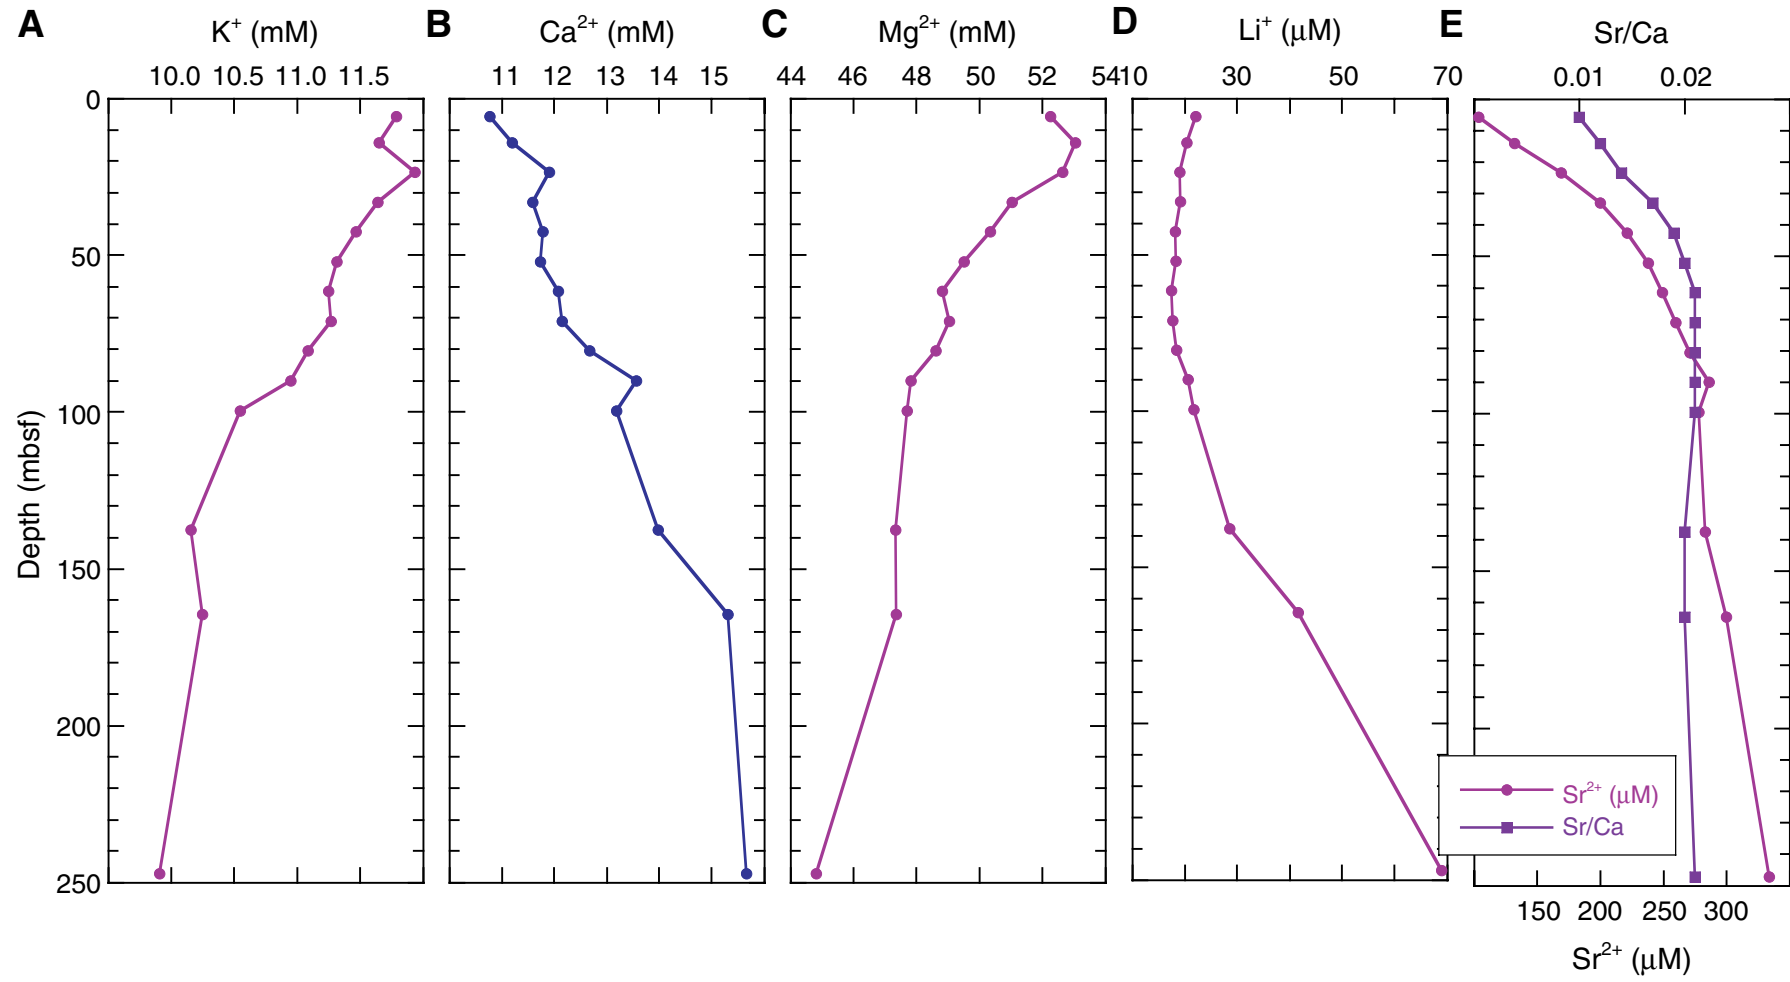 A K⁺ (mM) B Ca²⁺ (mM) C Mg²⁺ (mM) D Li⁺ (μM) E Sr/Ca
10.0 10.5 11.0 11.5 11 12 13 14 15 44 46 48 50 52 54 10 30 50 70 0.01 0.02
0
50
100
150
200
250
Depth (mbsf)
Sr²⁺ (μM)
Sr/Ca
150 200 250 300
Sr²⁺ (μM)